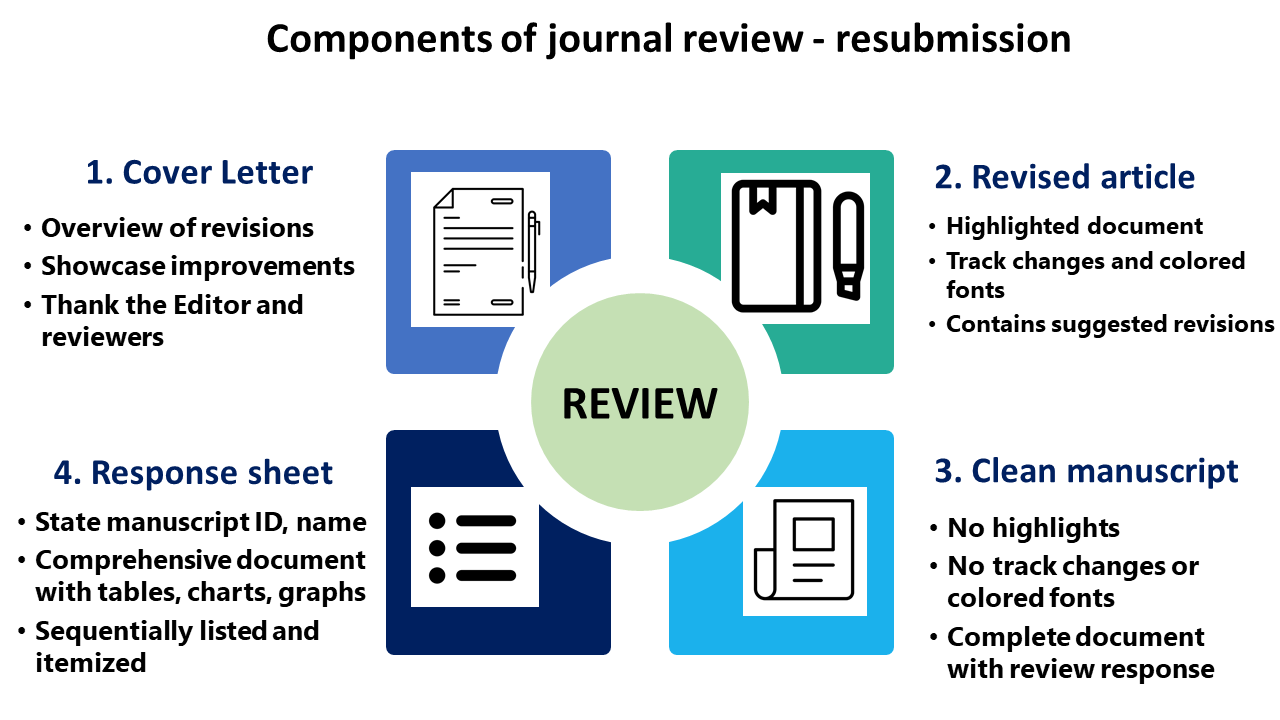 Components of journal review - resubmission
1. Cover Letter
• Overview of revisions
• Showcase improvements
• Thank the Editor and
reviewers
2. Revised article
• Highlighted document
• Track changes and colored
fonts
• Contains suggested revisions
REVIEW
4. Response sheet
• State manuscript ID, name
• Comprehensive document
with tables, charts, graphs
• Sequentially listed and
itemized
3. Clean manuscript
• No highlights
• No track changes or
colored fonts
• Complete document
with review response